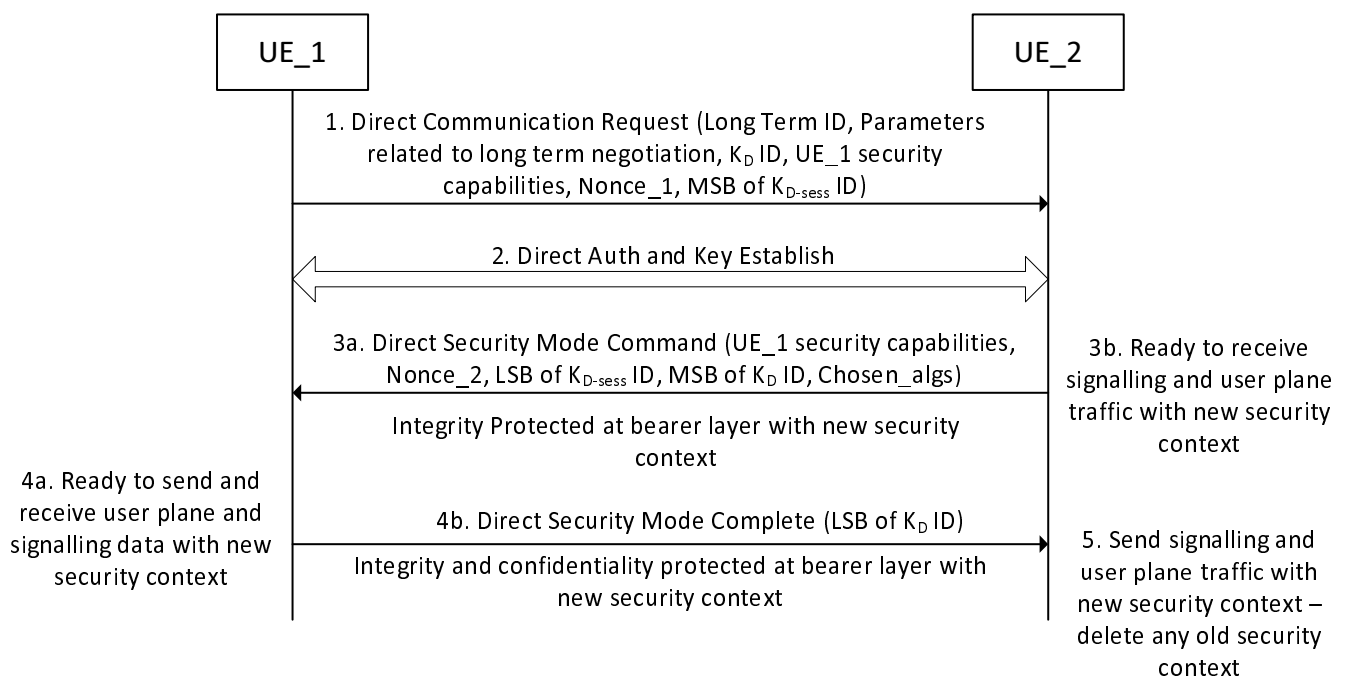 UE_1
UE_2
1. Direct Communication Request (Long Term ID, Parameters
related to long term negotiation, K_D ID, UE_1 security
capabilities, Nonce_1, MSB of K_D-sess ID)
2. Direct Auth and Key Establish
3a. Direct Security Mode Command (UE_1 security capabilities,
Nonce_2, LSB of K_D-sess ID, MSB of K_D ID, Chosen_algs)
Integrity Protected at bearer layer with new security
context
3b. Ready to receive
signalling and user plane
traffic with new security
context
4a. Ready to send and
receive user plane and
signalling data with new
security context
4b. Direct Security Mode Complete (LSB of K_D ID)
Integrity and confidentiality protected at bearer layer with
new security context
5. Send signalling and
user plane traffic with
new security context –
delete any old security
context